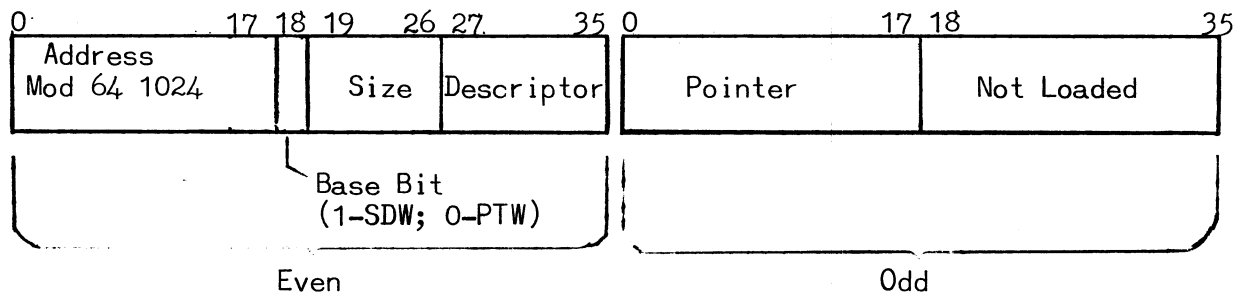 0 17 18 19 26 27 35 0 17 18 35
Address
Mod 64 1024 Size Descriptor Pointer Not Loaded
Base Bit
(1-SDW; 0-PTW)
Even Odd